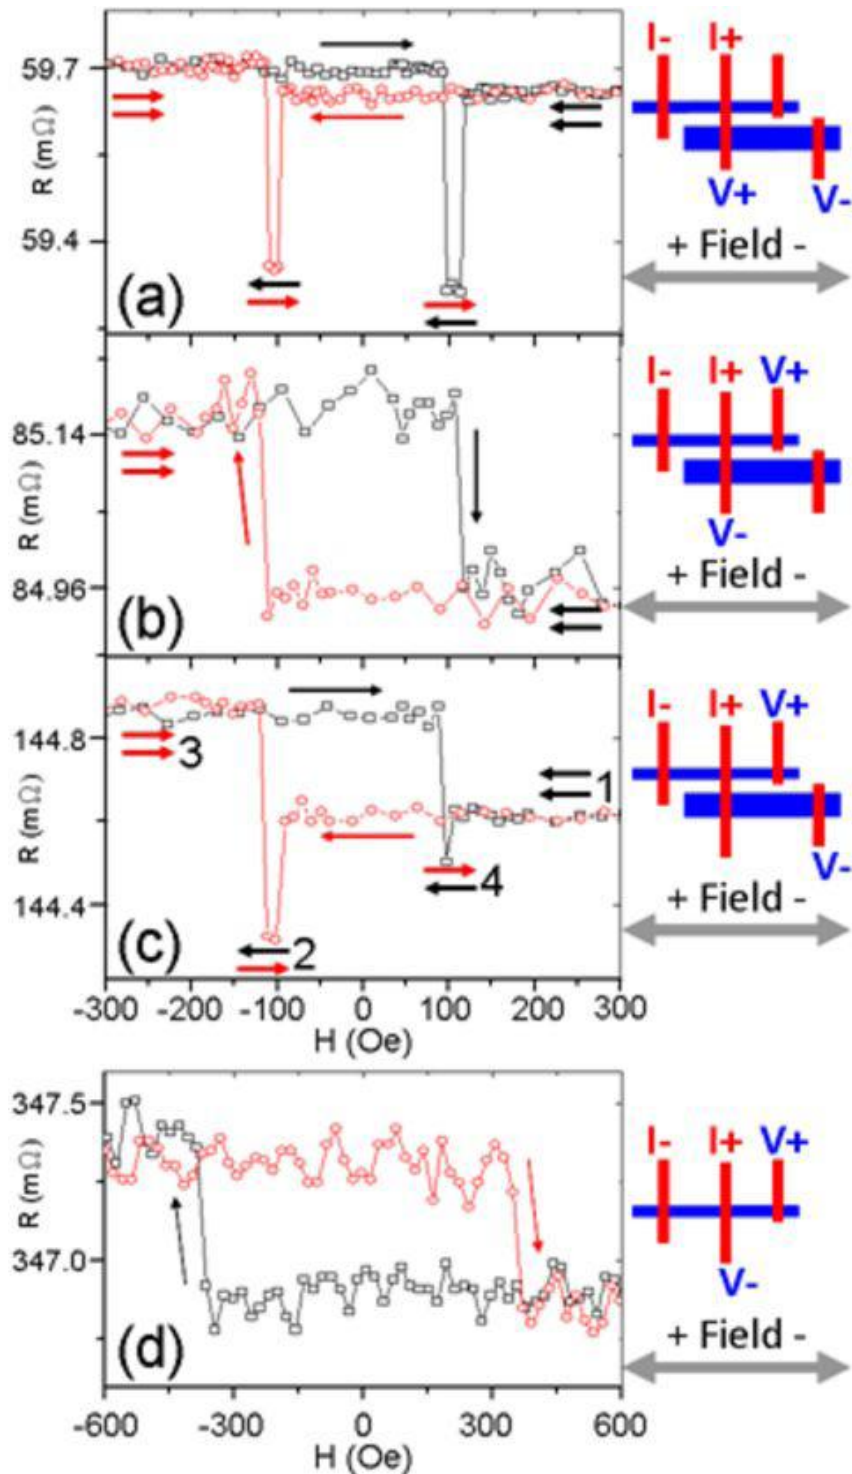 59.7
59.4
R (mΩ)
(a)
I- I+
V+ V-
+ Field -
85.14
84.96
R (mΩ)
(b)
I- I+ V+
V-
+ Field -
144.8
144.4
R (mΩ)
3
1
4
2
(c)
I- I+ V+
V-
+ Field -
-300 -200 -100 0 100 200 300
H (Oe)
347.5
347.0
R (mΩ)
(d)
I- I+ V+
V-
+ Field -
-600 -300 0 300 600
H (Oe)